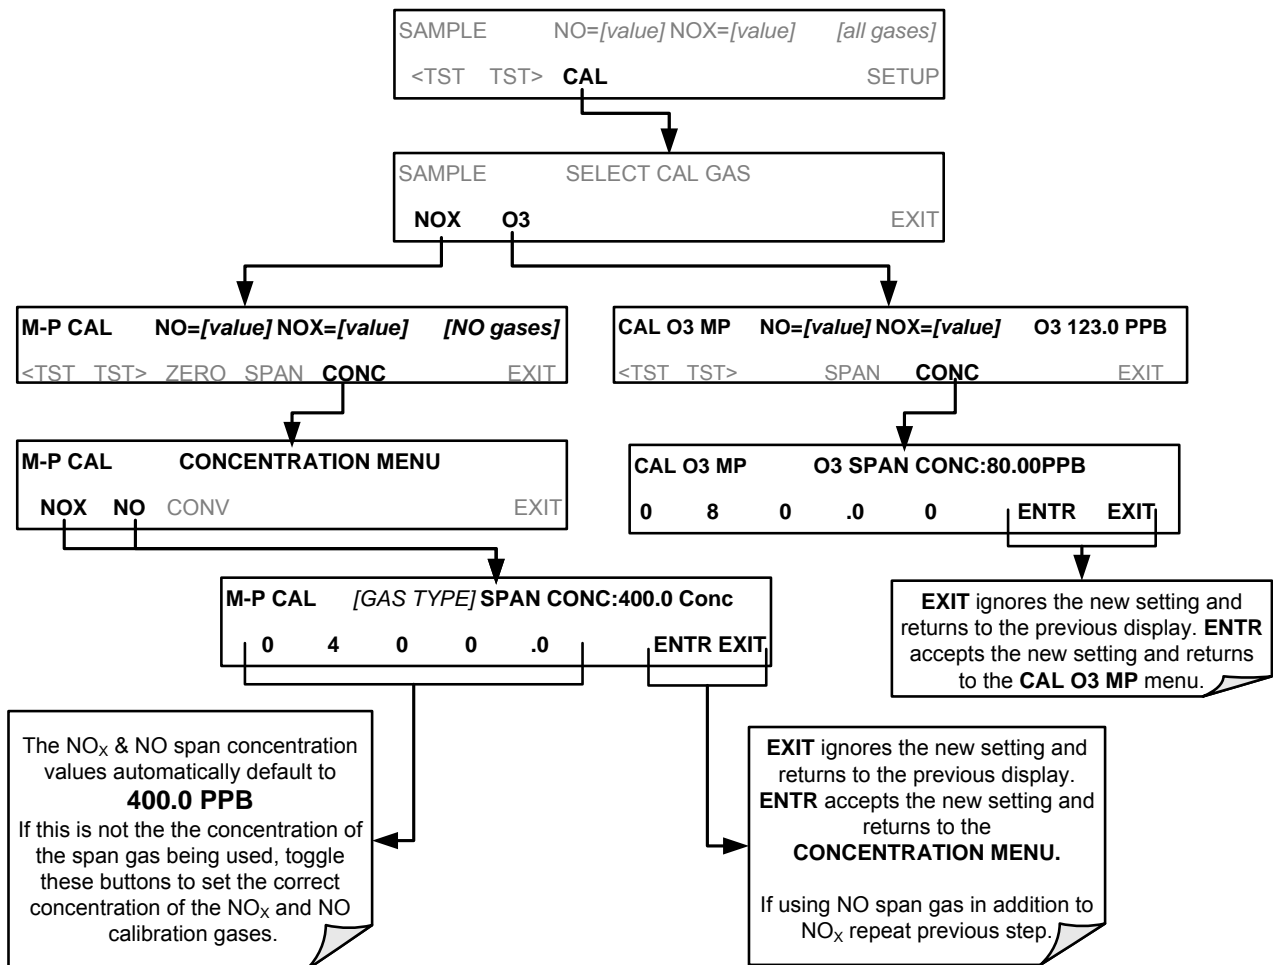 SAMPLE NO=[value] NOX=[value] [all gases]
<TST TST> CAL SETUP
SAMPLE SELECT CAL GAS
NOX O3 EXIT
M-P CAL NO=[value] NOX=[value] [NO gases]
<TST TST> ZERO SPAN CONC EXIT
CAL O3 MP NO=[value] NOX=[value] O3 123.0 PPB
<TST TST> SPAN CONC EXIT
M-P CAL CONCENTRATION MENU
NOX NO CONV EXIT
CAL O3 MP O3 SPAN CONC:80.00PPB
0 8 0 .0 0 ENTR EXIT
M-P CAL [GAS TYPE] SPAN CONC:400.0 Conc
0 4 0 0 .0 ENTR EXIT
EXIT ignores the new setting and
returns to the previous display. ENTR
accepts the new setting and returns
to the CAL O3 MP menu.
The NOX & NO span concentration
values automatically default to
400.0 PPB
If this is not the the concentration of
the span gas being used, toggle
these buttons to set the correct
concentration of the NOX and NO
calibration gases.
EXIT ignores the new setting and
returns to the previous display.
ENTR accepts the new setting and
returns to the
CONCENTRATION MENU.
If using NO span gas in addition to
NOX repeat previous step.